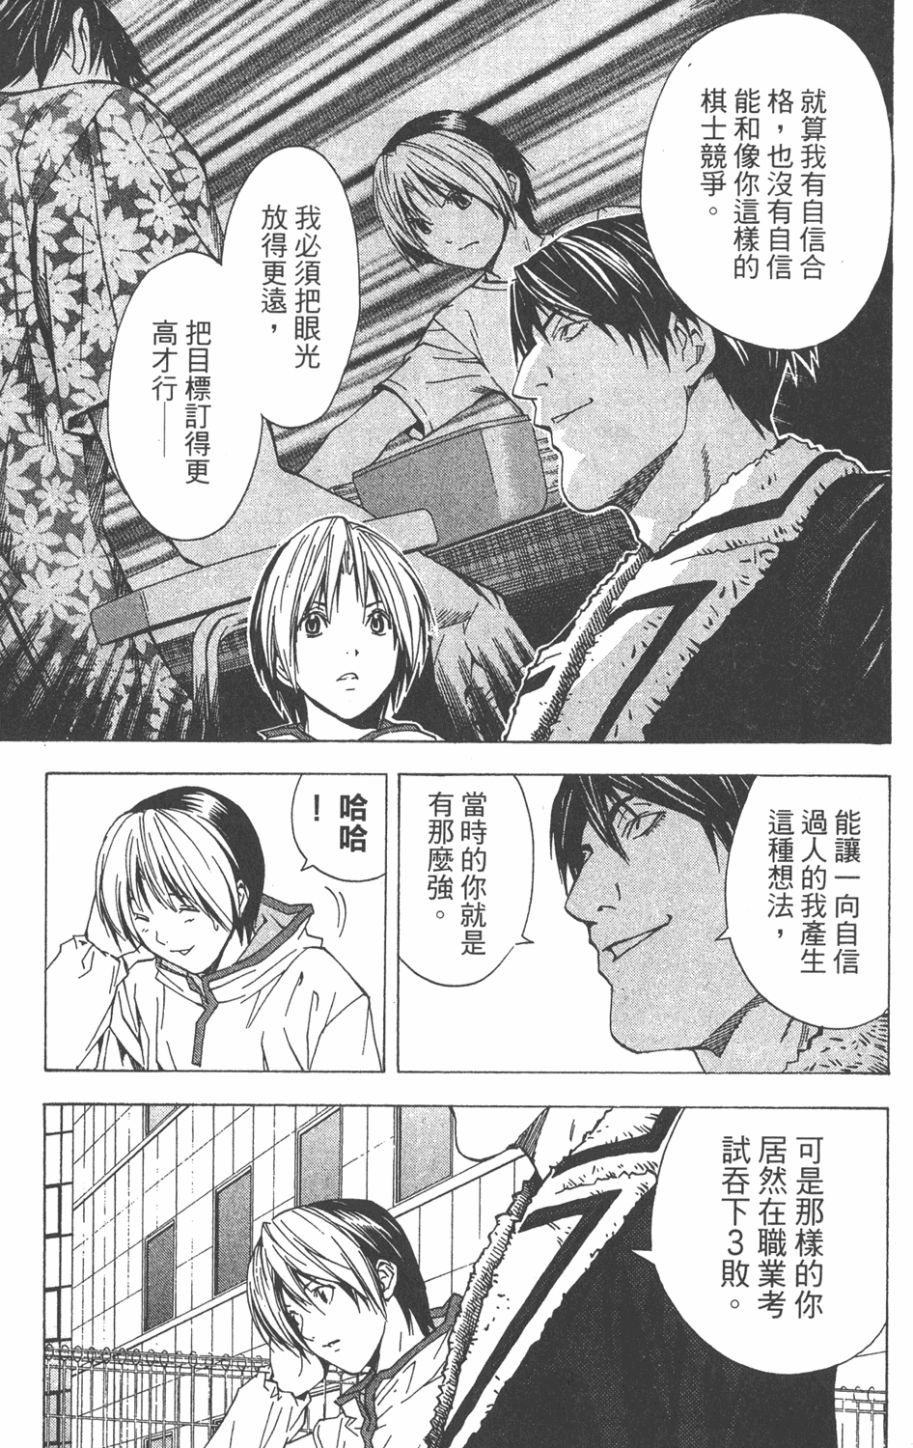 就算我有自信合
格，也沒有自信
能和像你這樣的
棋士競爭。
我必須把眼光
放得更遠，
把目標訂得更
高才行——
能讓一向自信
過人的我產生
這種想法，
當時的你就是
有那麼強。
哈哈
！
可是那樣的你
居然在職業考
試吞下3敗。